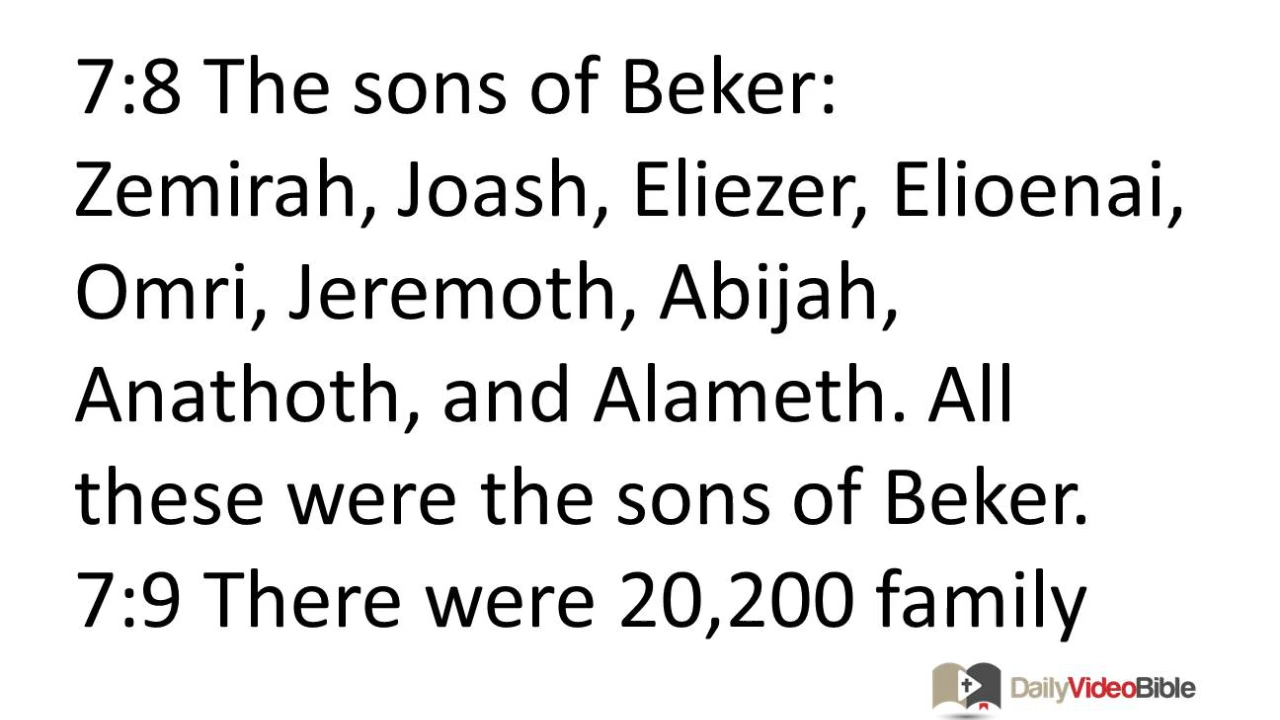 7:8 The sons of Beker:
Zemirah, Joash, Eliezer, Elioenai,
Omri, Jeremoth, Abijah,
Anathoth, and Alameth. All
these were the sons of Beker.
7:9 There were 20,200 family
DailyVideoBible